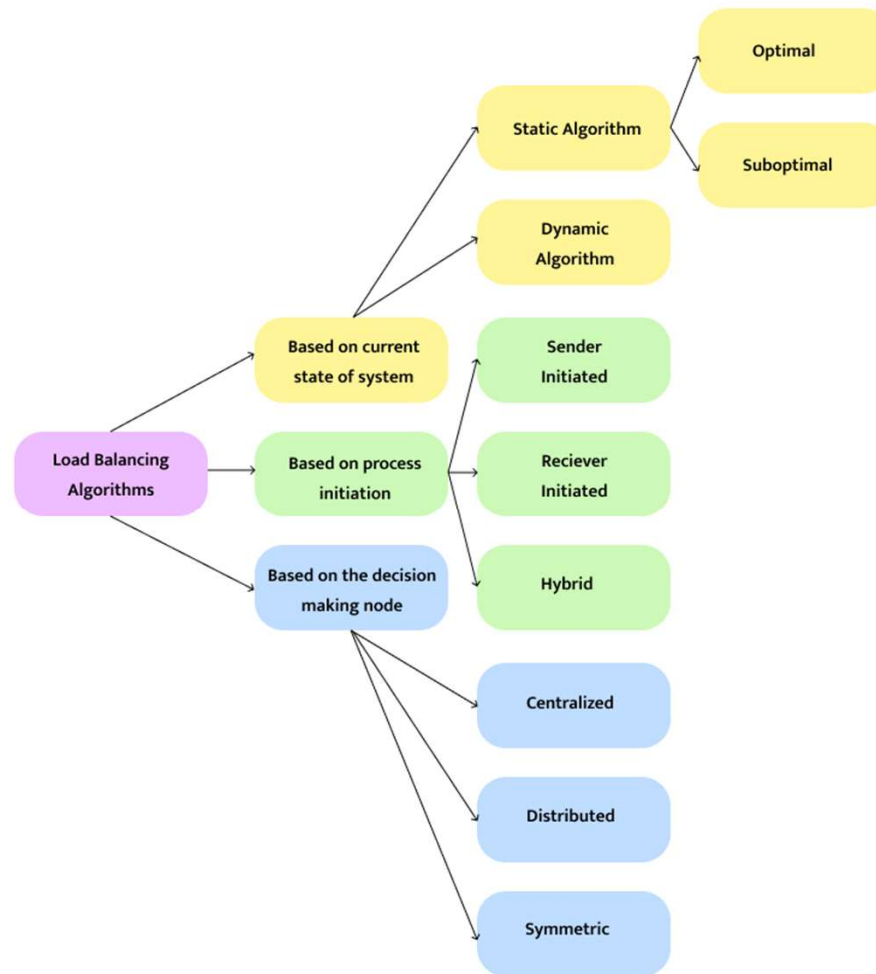 Optimal
Static Algorithm
Suboptimal
Dynamic
Algorithm
Based on current
state of system
Sender
Initiated
Load Balancing
Algorithms
Based on process
initiation
Reciever
Initiated
Based on the decision
making node
Hybrid
Centralized
Distributed
Symmetric